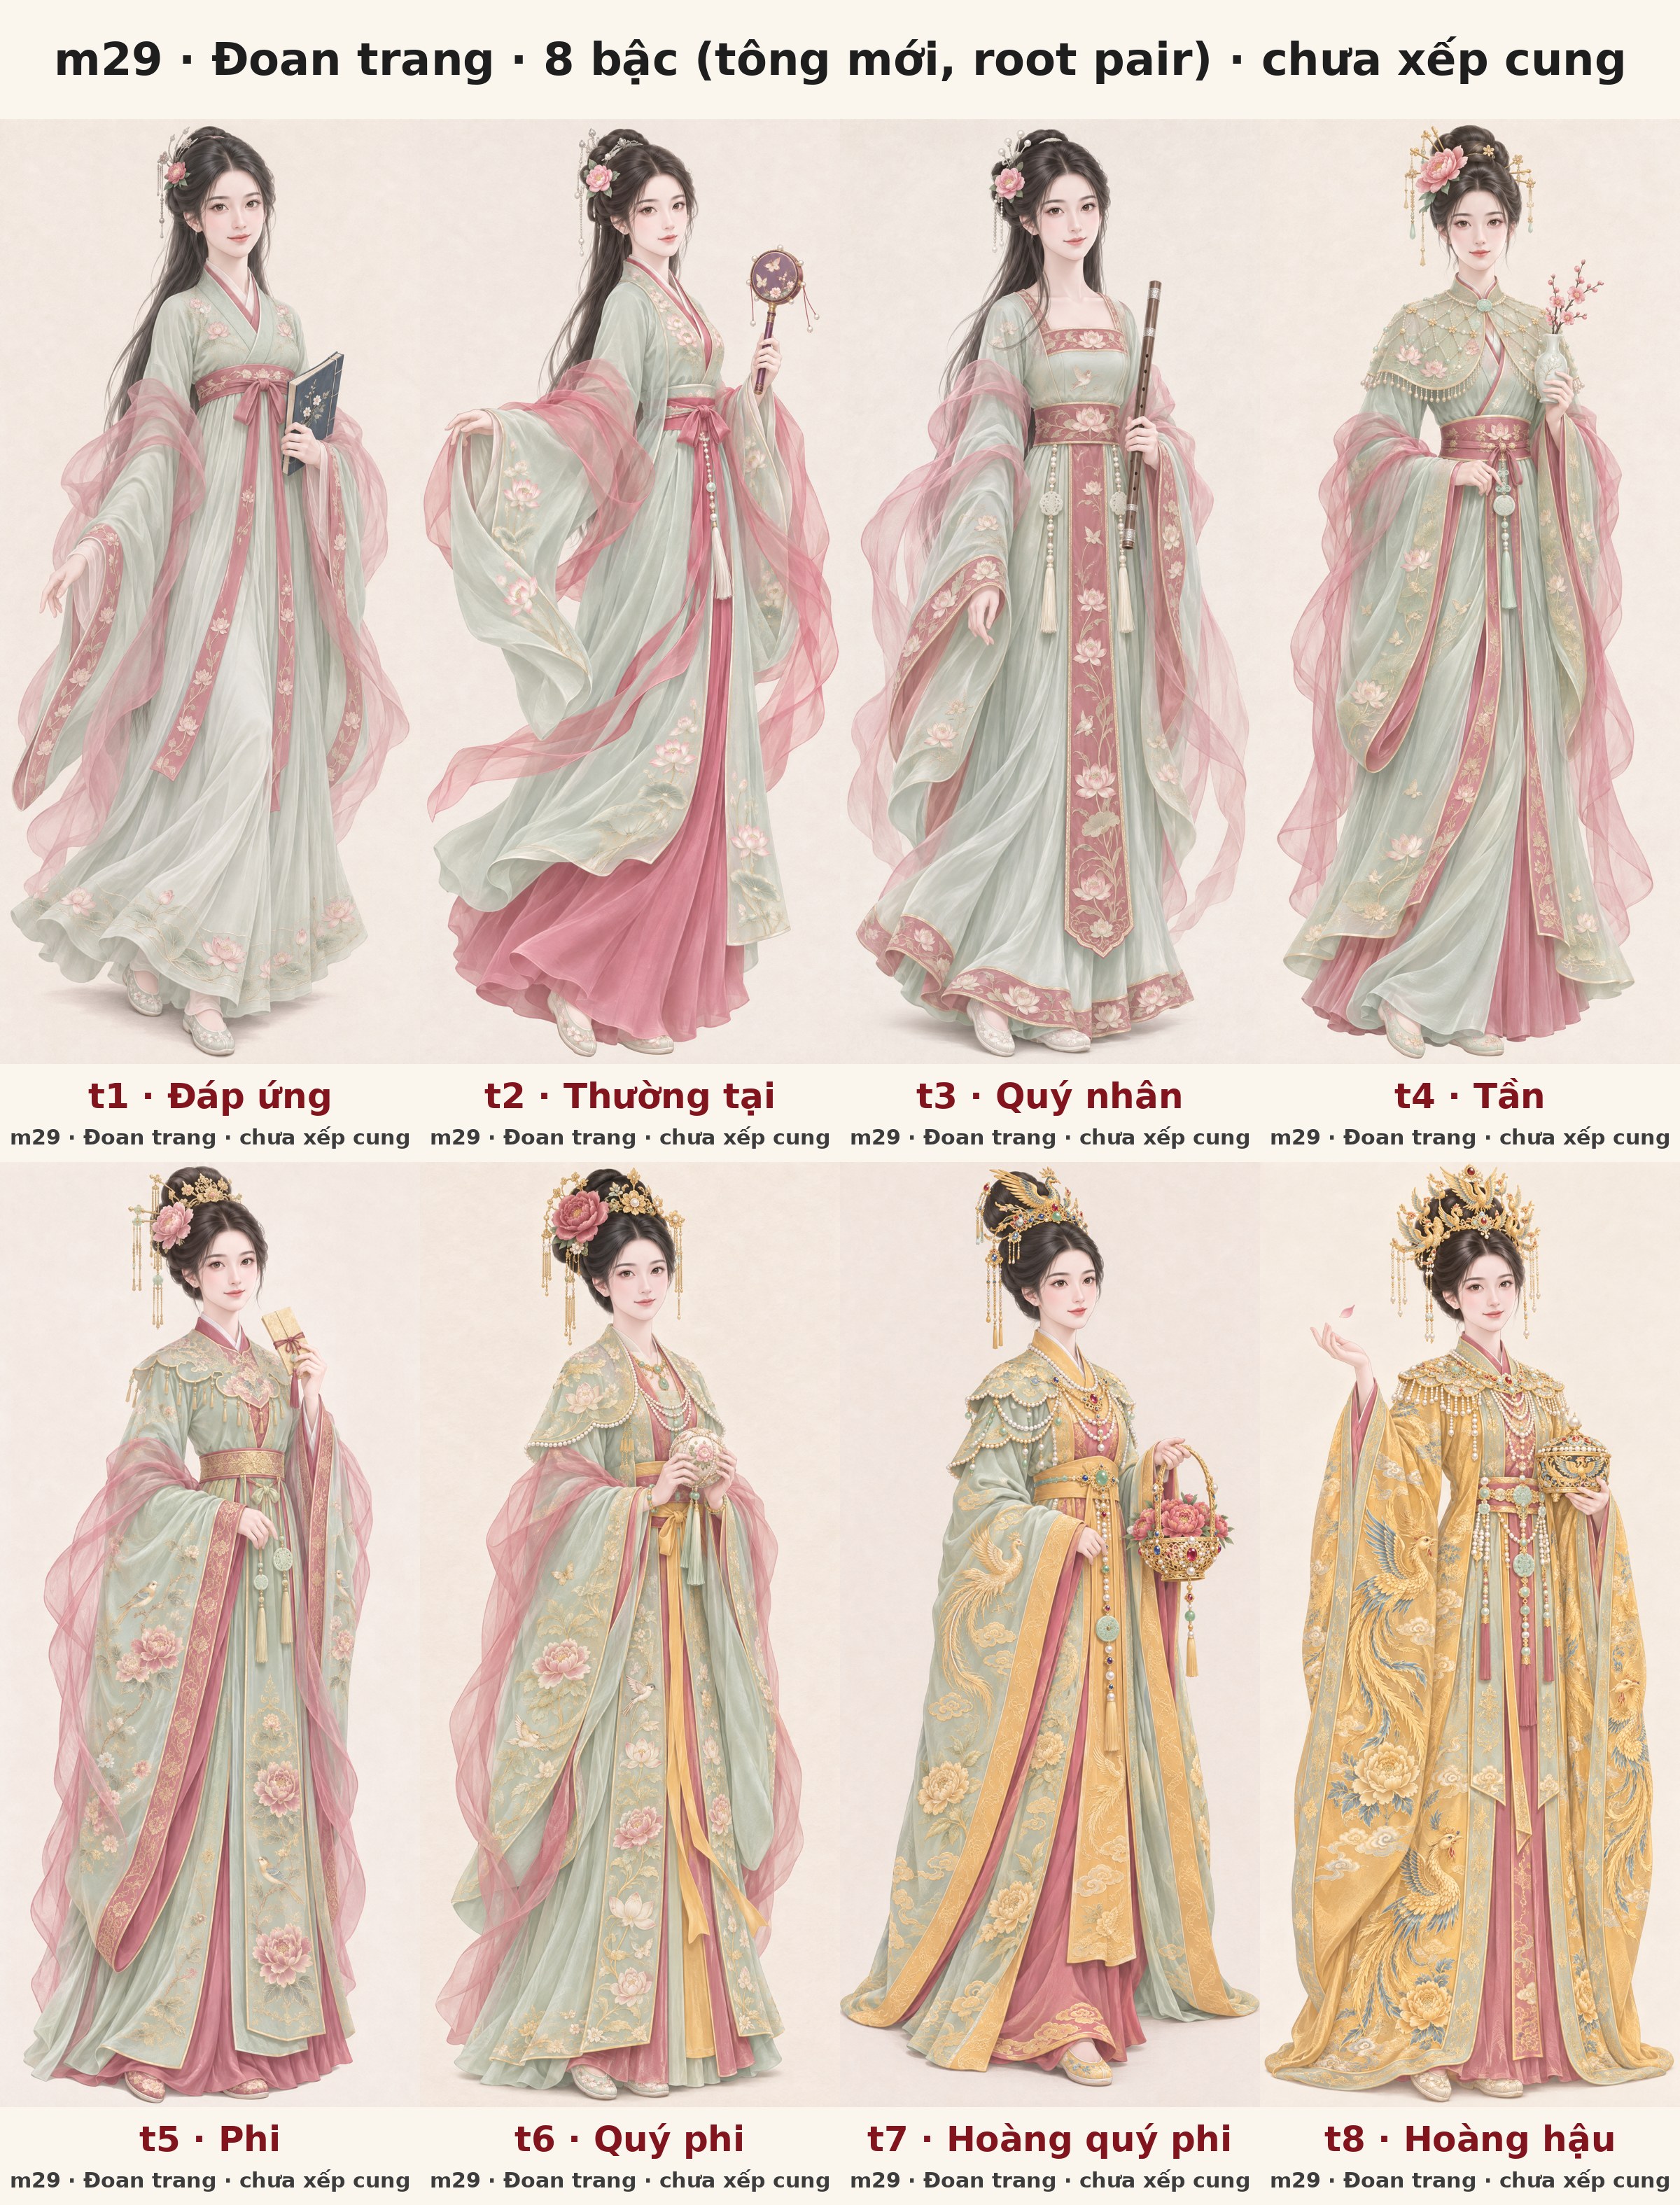 m29 · Đoan trang · 8 bậc (tông mới, root pair) · chưa xếp cung
t1 · Đáp ứng
m29 · Đoan trang · chưa xếp cung
t2 · Thường tại
m29 · Đoan trang · chưa xếp cung
t3 · Quý nhân
m29 · Đoan trang · chưa xếp cung
t4 · Tần
m29 · Đoan trang · chưa xếp cung
t5 · Phi
m29 · Đoan trang · chưa xếp cung
t6 · Quý phi
m29 · Đoan trang · chưa xếp cung
t7 · Hoàng quý phi
m29 · Đoan trang · chưa xếp cung
t8 · Hoàng hậu
m29 · Đoan trang · chưa xếp cung